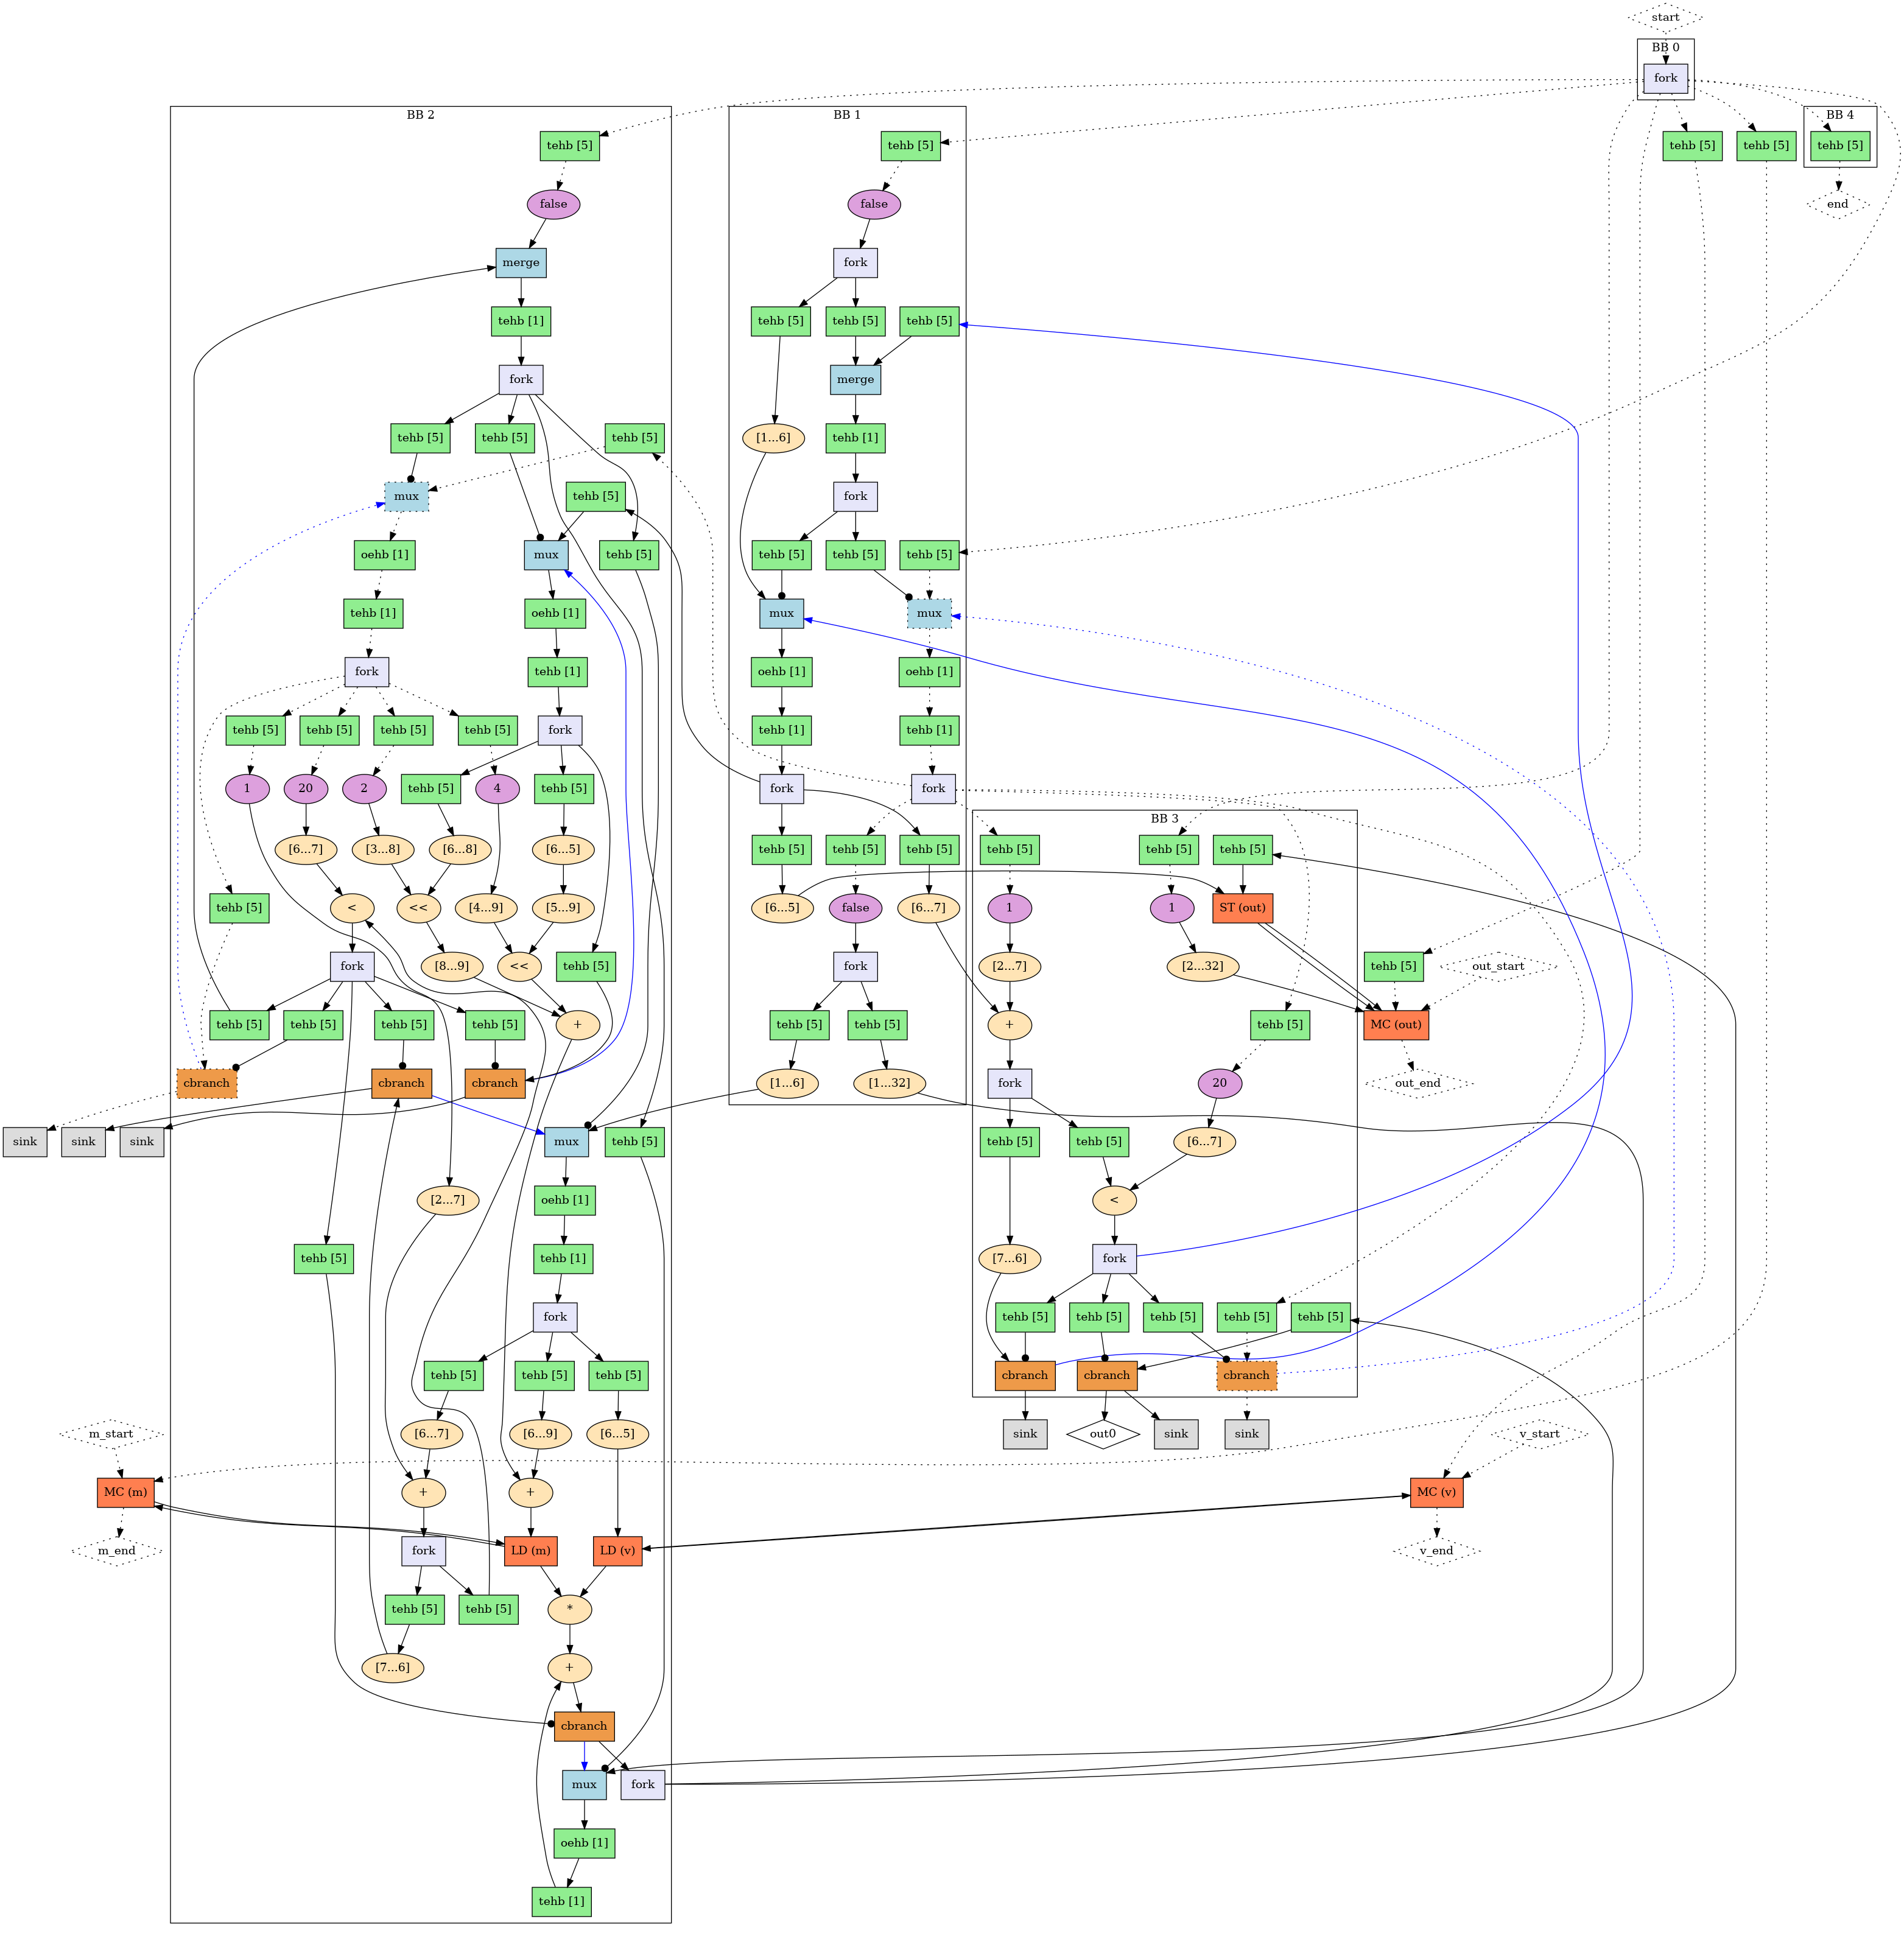 start
BB 0
fork
BB 2
BB 1
BB 4
tehb [5]
tehb [5]
tehb [5]
tehb [5]
tehb [5]
false
false
end
merge
fork
tehb [1]
tehb [5]
tehb [5]
tehb [5]
fork
merge
tehb [5]
tehb [5]
tehb [5]
[1...6]
tehb [1]
mux
tehb [5]
fork
oehb [1]
mux
tehb [5]
tehb [5]
tehb [5]
tehb [5]
tehb [1]
oehb [1]
mux
mux
fork
tehb [1]
oehb [1]
oehb [1]
tehb [5]
tehb [5]
tehb [5]
tehb [5]
fork
tehb [1]
tehb [1]
1
20
2
tehb [5]
4
tehb [5]
fork
fork
BB 3
[6...7]
[3...8]
[6...8]
[6...5]
tehb [5]
tehb [5]
tehb [5]
tehb [5]
tehb [5]
tehb [5]
tehb [5]
<
<<
[4...9]
[5...9]
[6...5]
false
[6...7]
1
1
ST (out)
fork
[8...9]
<<
tehb [5]
fork
[2...7]
[2...32]
tehb [5]
out_start
tehb [5]
tehb [5]
tehb [5]
tehb [5]
+
tehb [5]
tehb [5]
+
tehb [5]
MC (out)
cbranch
cbranch
cbranch
[1...6]
[1...32]
fork
20
out_end
sink
sink
sink
mux
tehb [5]
tehb [5]
tehb [5]
[6...7]
[2...7]
oehb [1]
<
tehb [5]
tehb [1]
[7...6]
fork
fork
tehb [5]
tehb [5]
tehb [5]
tehb [5]
tehb [5]
tehb [5]
tehb [5]
tehb [5]
cbranch
cbranch
cbranch
m_start
[6...7]
[6...9]
[6...5]
sink
out0
sink
sink
v_start
MC (m)
+
+
MC (v)
m_end
fork
LD (m)
LD (v)
v_end
tehb [5]
tehb [5]
*
[7...6]
+
cbranch
mux
fork
oehb [1]
tehb [1]